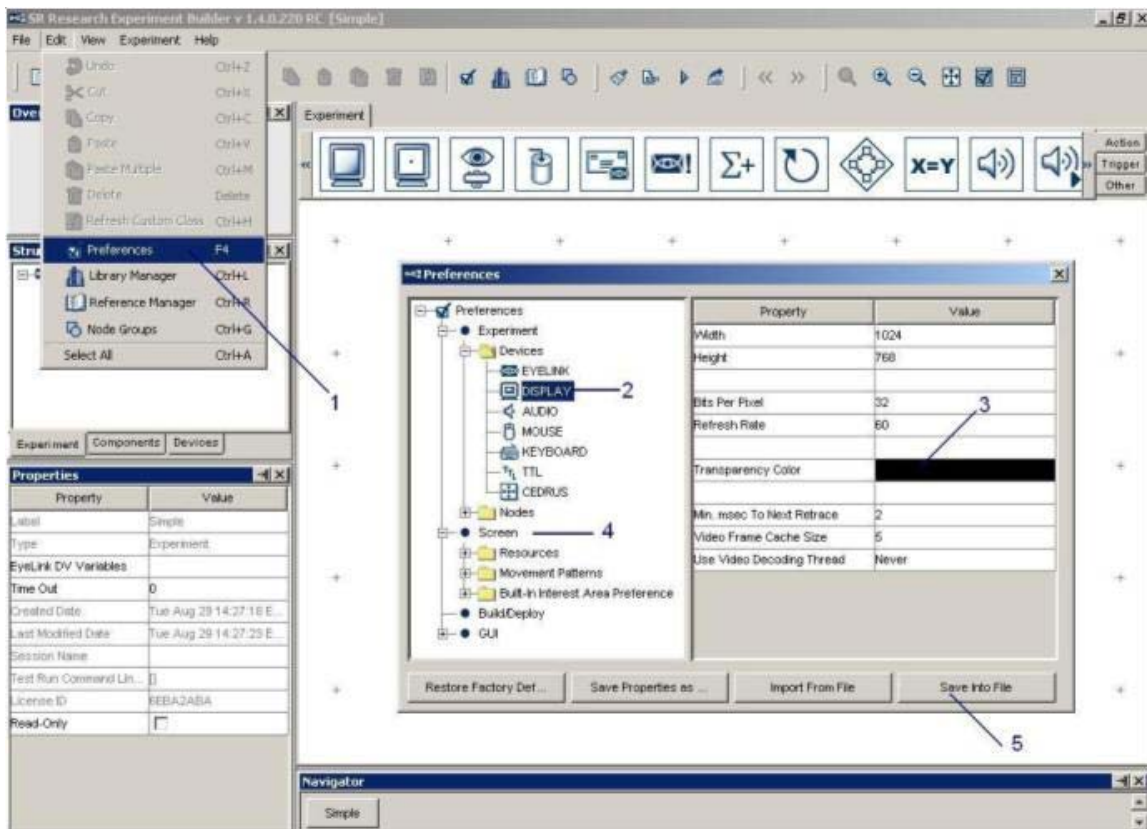 SR Research Experiment Builder v 1.4.0.220 RC [Simple]
File Edit View Experiment Help
Undo Ctrl+Z
Cut Ctrl+X
Copy Ctrl+C
Paste Ctrl+V
Paste Multiple Ctrl+M
Delete Delete
Refresh Custom Class Ctrl+H
Preferences F4
Library Manager Ctrl+L
Reference Manager Ctrl+R
Node Groups Ctrl+G
Select All Ctrl+A
1
Experiment Components Devices
Properties
Property Value
Label Simple
Type Experiment
EyeLink DV Variables
Time Out 0
Created Date Tue Aug 29 14:27:18 E...
Last Modified Date Tue Aug 29 14:27:23 E...
Session Name
Test Run Command Lin... []
License ID 6EBA2ABA
Read-Only
Experiment
Σ+ X=Y
Action
Trigger
Other
Preferences
Preferences
Experiment
Devices
EYELINK
DISPLAY 2
AUDIO
MOUSE
KEYBOARD
TTL
CEDRUS
Nodes
Screen 4
Resources
Movement Patterns
Built-In Interest Area Preference
Build/Deploy
GUI
Property Value
Width 1024
Height 768
Bits Per Pixel 32
3
Refresh Rate 60
Transparency Color
Min. msec To Next Retrace 2
Video Frame Cache Size 5
Use Video Decoding Thread Never
Restore Factory Def... Save Properties as ... Import From File Save Into File
5
Navigator
Simple